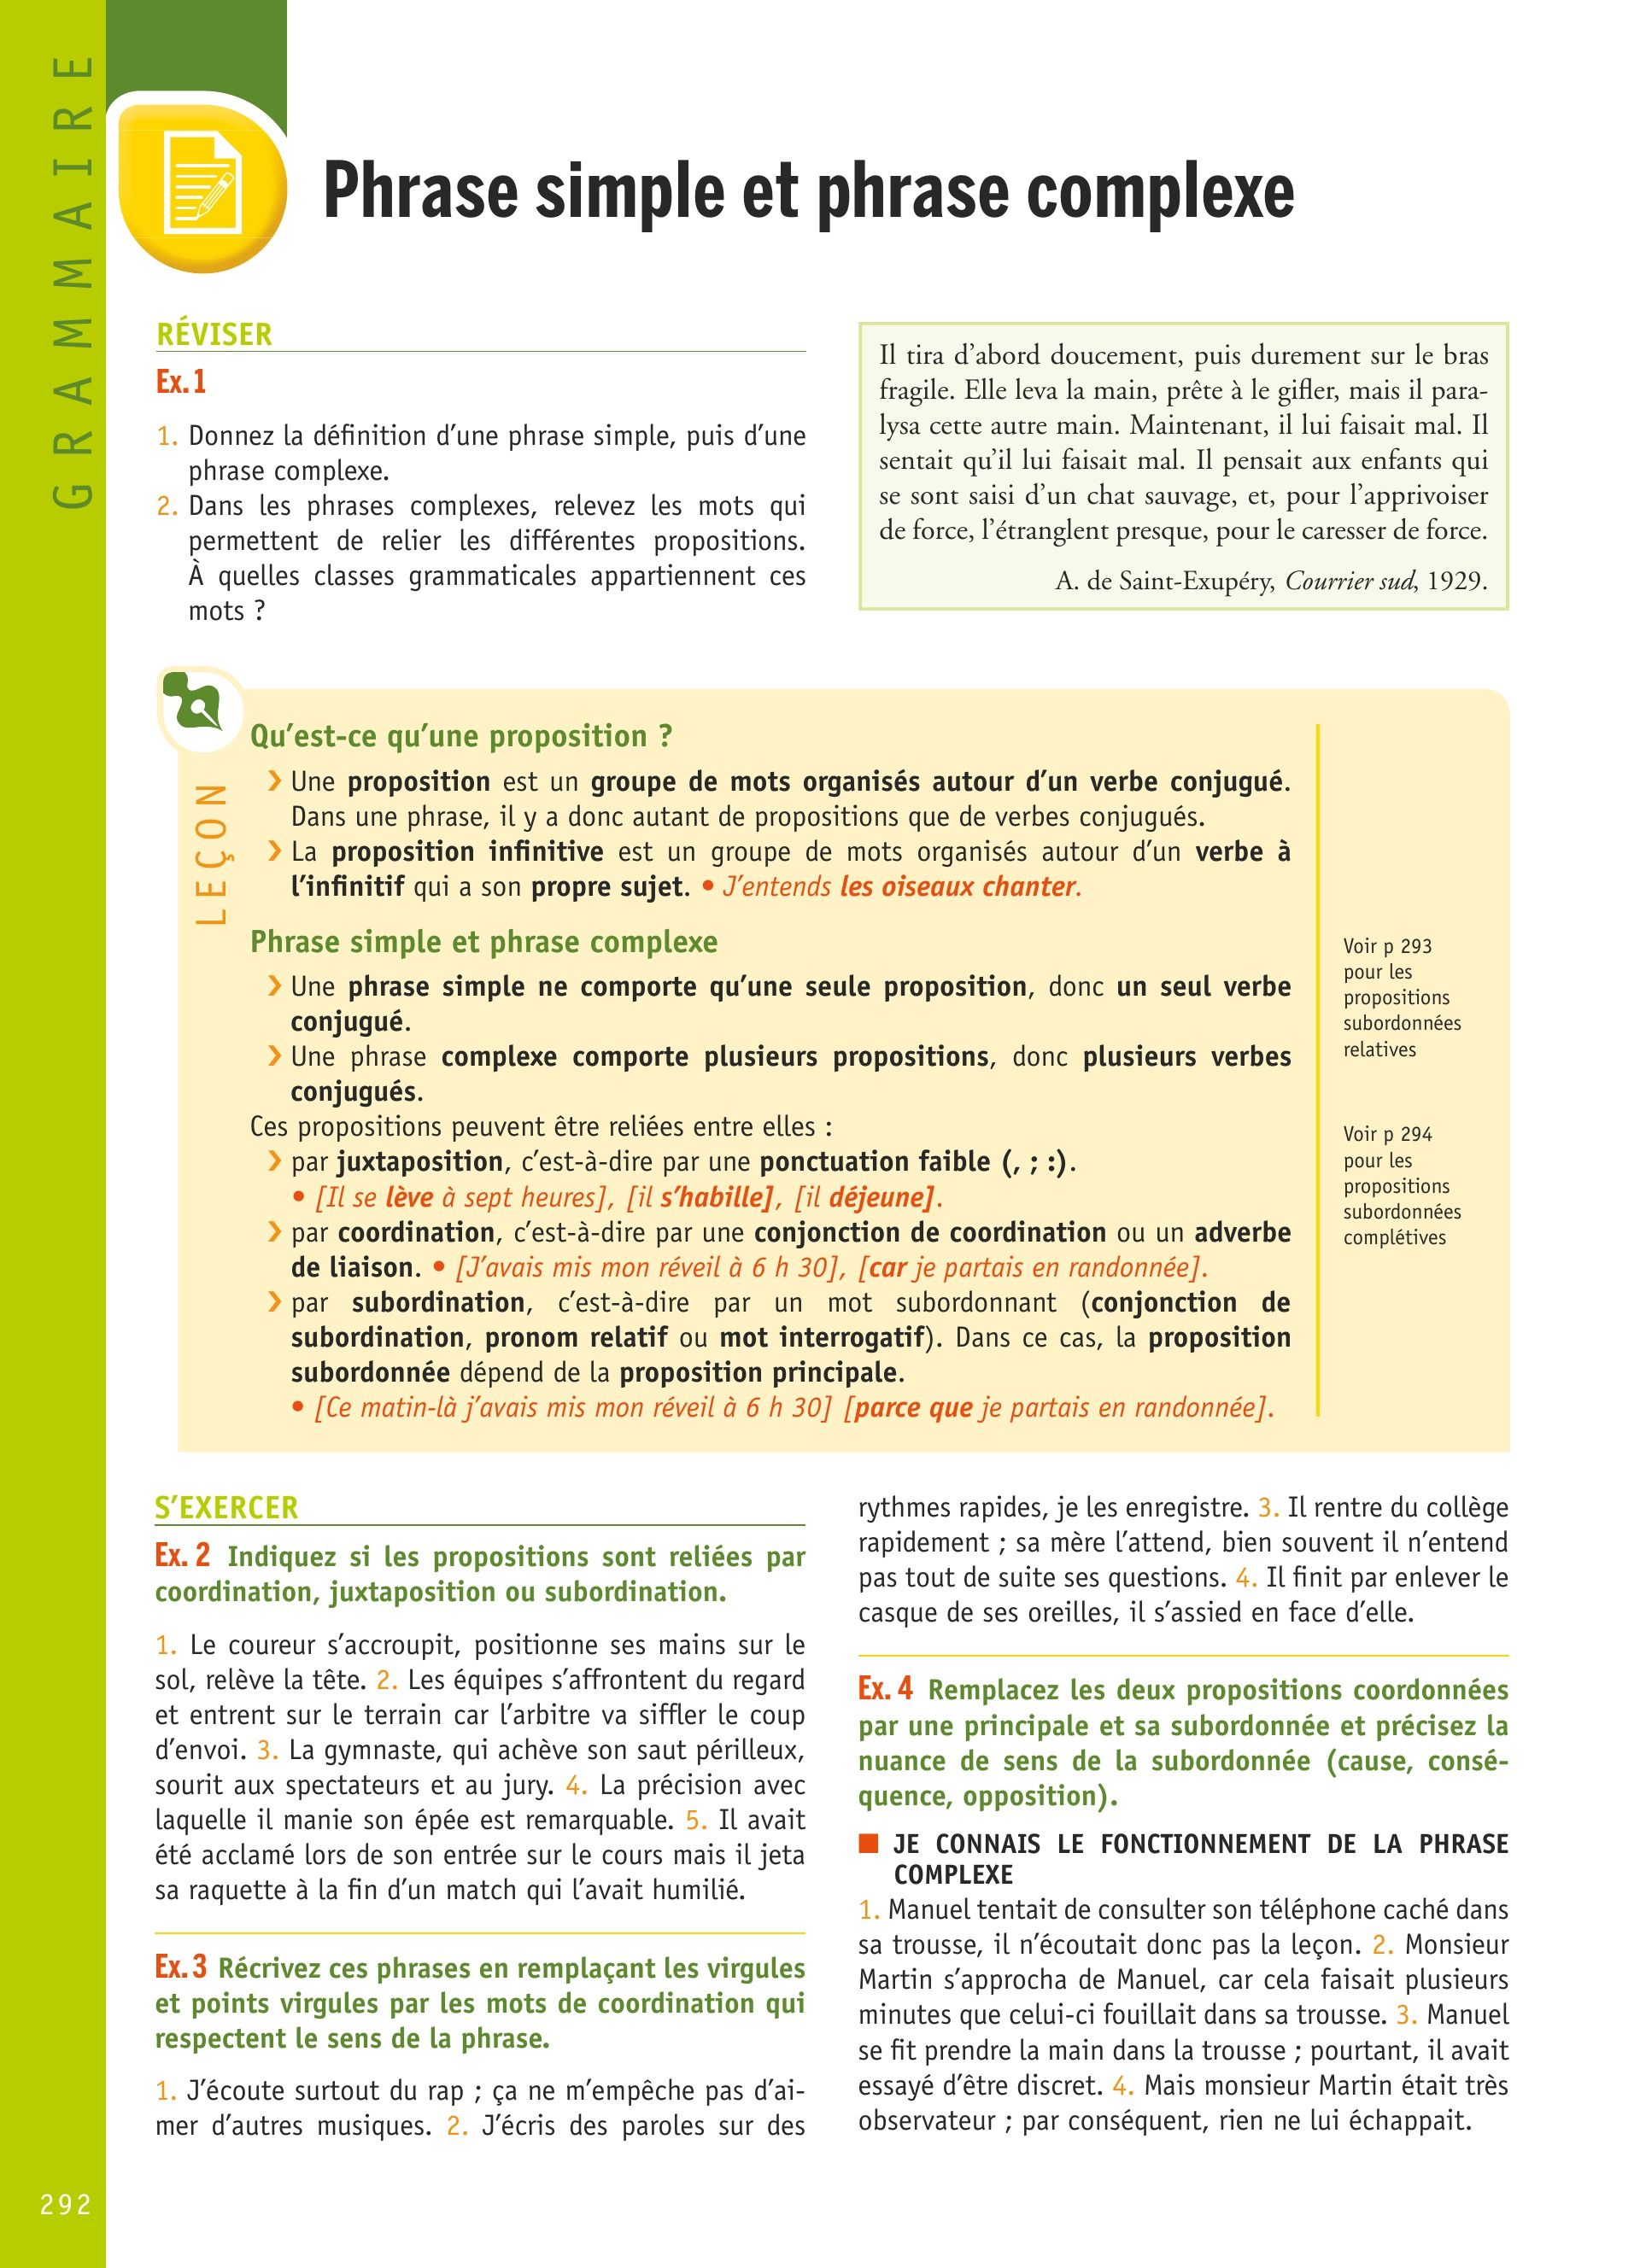 GRAMMAIRE
Phrase simple et phrase complexe
RÉVISER
Ex. 1
1. Donnez la définition d’une phrase simple, puis d’une
phrase complexe.
2. Dans les phrases complexes, relevez les mots qui
permettent de relier les différentes propositions.
À quelles classes grammaticales appartiennent ces
mots ?
Il tira d’abord doucement, puis durement sur le bras
fragile. Elle leva la main, prête à le gifler, mais il para-
lysa cette autre main. Maintenant, il lui faisait mal. Il
sentait qu’il lui faisait mal. Il pensait aux enfants qui
se sont saisi d’un chat sauvage, et, pour l’apprivoiser
de force, l’étranglent presque, pour le caresser de force.
A. de Saint-Exupéry, Courrier sud, 1929.
LEÇON
Qu’est-ce qu’une proposition ?
❯ Une proposition est un groupe de mots organisés autour d’un verbe conjugué.
Dans une phrase, il y a donc autant de propositions que de verbes conjugués.
❯ La proposition infinitive est un groupe de mots organisés autour d’un verbe à
l’infinitif qui a son propre sujet. • J’entends les oiseaux chanter.
Phrase simple et phrase complexe
❯ Une phrase simple ne comporte qu’une seule proposition, donc un seul verbe
conjugué.
❯ Une phrase complexe comporte plusieurs propositions, donc plusieurs verbes
conjugués.
Ces propositions peuvent être reliées entre elles :
❯ par juxtaposition, c’est-à-dire par une ponctuation faible (, ; :).
• [Il se lève à sept heures], [il s’habille], [il déjeune].
❯ par coordination, c’est-à-dire par une conjonction de coordination ou un adverbe
de liaison. • [J’avais mis mon réveil à 6 h 30], [car je partais en randonnée].
❯ par subordination, c’est-à-dire par un mot subordonnant (conjonction de
subordination, pronom relatif ou mot interrogatif). Dans ce cas, la proposition
subordonnée dépend de la proposition principale.
• [Ce matin-là j’avais mis mon réveil à 6 h 30] [parce que je partais en randonnée].
Voir p 293
pour les
propositions
subordonnées
relatives
Voir p 294
pour les
propositions
subordonnées
complétives
S’EXERCER
Ex. 2 Indiquez si les propositions sont reliées par
coordination, juxtaposition ou subordination.
1. Le coureur s’accroupit, positionne ses mains sur le
sol, relève la tête. 2. Les équipes s’affrontent du regard
et entrent sur le terrain car l’arbitre va siffler le coup
d’envoi. 3. La gymnaste, qui achève son saut périlleux,
sourit aux spectateurs et au jury. 4. La précision avec
laquelle il manie son épée est remarquable. 5. Il avait
été acclamé lors de son entrée sur le cours mais il jeta
sa raquette à la fin d’un match qui l’avait humilié.
Ex. 3 Récrivez ces phrases en remplaçant les virgules
et points virgules par les mots de coordination qui
respectent le sens de la phrase.
1. J’écoute surtout du rap ; ça ne m’empêche pas d’ai-
mer d’autres musiques. 2. J’écris des paroles sur des
rythmes rapides, je les enregistre. 3. Il rentre du collège
rapidement ; sa mère l’attend, bien souvent il n’entend
pas tout de suite ses questions. 4. Il finit par enlever le
casque de ses oreilles, il s’assied en face d’elle.
Ex. 4 Remplacez les deux propositions coordonnées
par une principale et sa subordonnée et précisez la
nuance de sens de la subordonnée (cause, consé-
quence, opposition).
■ JE CONNAIS LE FONCTIONNEMENT DE LA PHRASE
COMPLEXE
1. Manuel tentait de consulter son téléphone caché dans
sa trousse, il n’écoutait donc pas la leçon. 2. Monsieur
Martin s’approcha de Manuel, car cela faisait plusieurs
minutes que celui-ci fouillait dans sa trousse. 3. Manuel
se fit prendre la main dans la trousse ; pourtant, il avait
essayé d’être discret. 4. Mais monsieur Martin était très
observateur ; par conséquent, rien ne lui échappait.
292